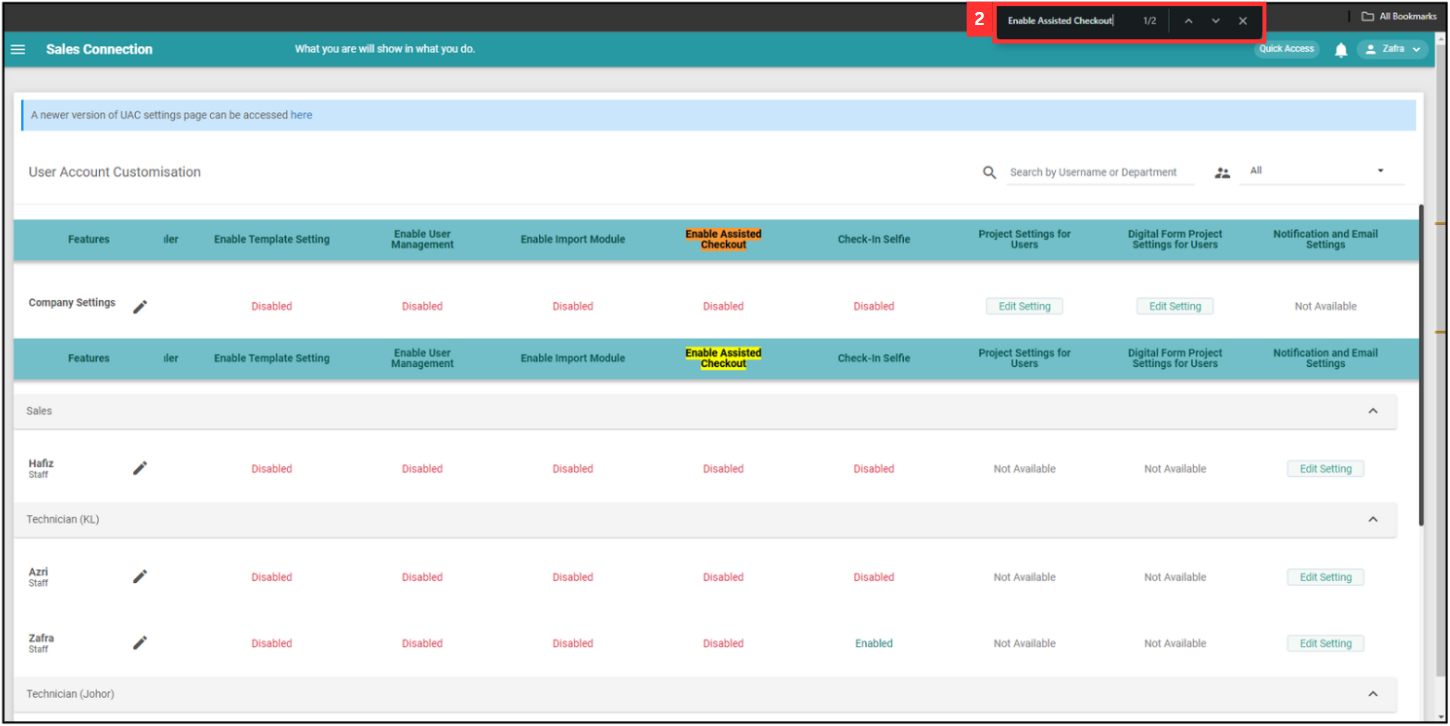 2
Enable Assisted Checkout
1/2
All Bookmarks
Sales Connection
What you are will show in what you do.
Quick Access
Zafra
A newer version of UAC settings page can be accessed here
User Account Customisation
Search by Username or Department
All
Features
ller
Enable Template Setting
Enable User
Management
Enable Import Module
Enable Assisted
Checkout
Check-In Selfie
Project Settings for
Users
Digital Form Project
Settings for Users
Notification and Email
Settings
Company Settings
Disabled
Disabled
Disabled
Disabled
Disabled
Edit Setting
Edit Setting
Not Available
Features
ller
Enable Template Setting
Enable User
Management
Enable Import Module
Enable Assisted
Checkout
Check-In Selfie
Project Settings for
Users
Digital Form Project
Settings for Users
Notification and Email
Settings
Sales
Hafiz
Staff
Disabled
Disabled
Disabled
Disabled
Disabled
Not Available
Not Available
Edit Setting
Technician (KL)
Azri
Staff
Disabled
Disabled
Disabled
Disabled
Disabled
Not Available
Not Available
Edit Setting
Zafra
Staff
Disabled
Disabled
Disabled
Disabled
Enabled
Not Available
Not Available
Edit Setting
Technician (Johor)